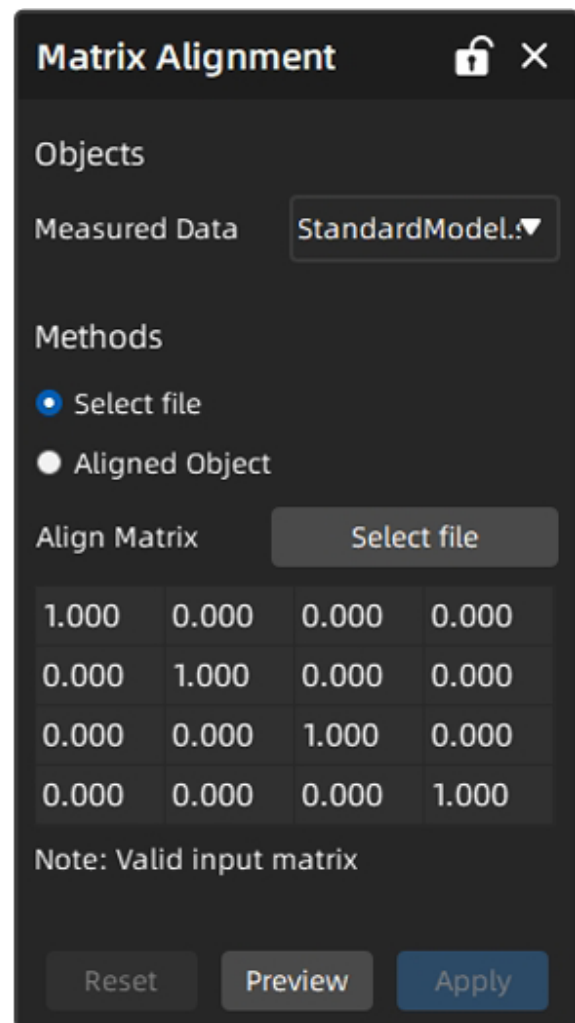 Matrix Alignment
Objects
Measured Data StandardModel.s
Methods
Select file
Aligned Object
Align Matrix Select file
1.000 0.000 0.000 0.000
0.000 1.000 0.000 0.000
0.000 0.000 1.000 0.000
0.000 0.000 0.000 1.000
Note: Valid input matrix
Reset Preview Apply